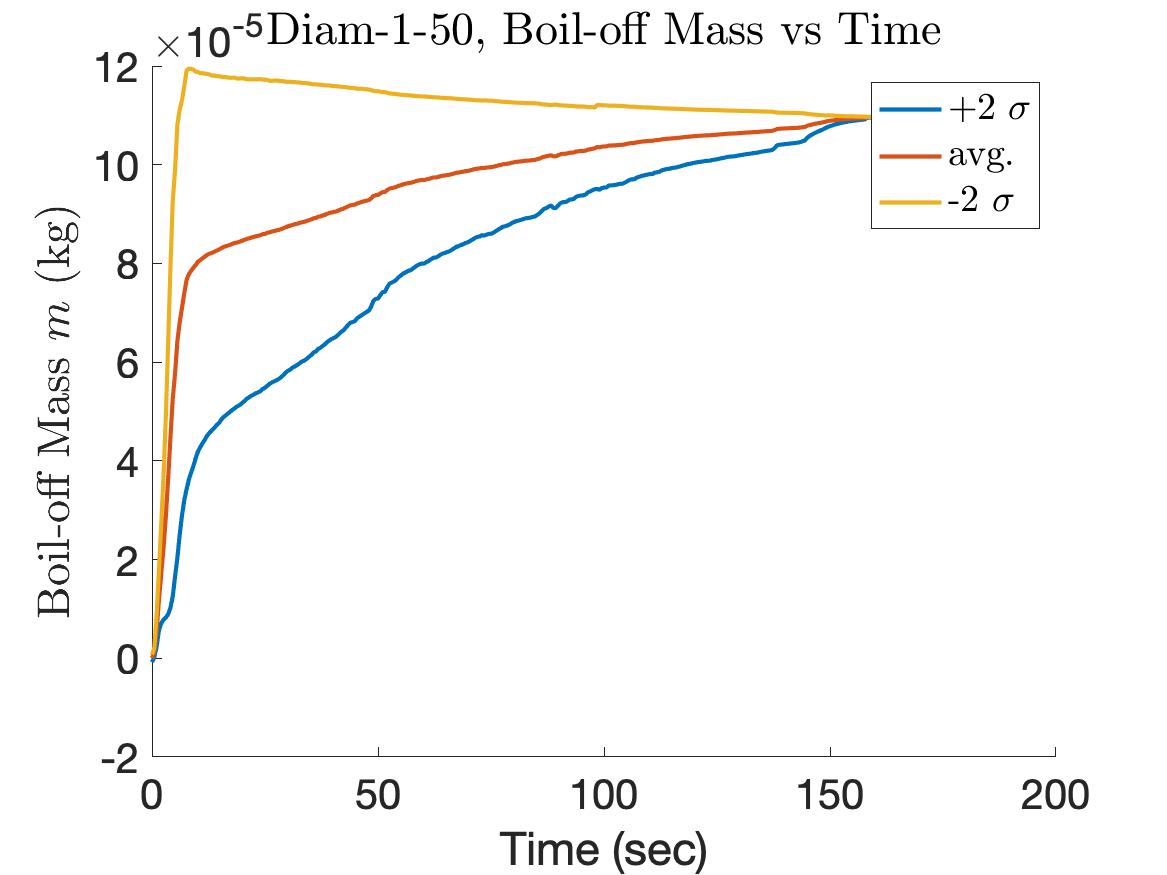 ×10-5
Diam-1-50, Boil-off Mass vs Time
12
10
8
6
4
2
0
-2
Boil-off Mass m (kg)
+2 σ
avg.
-2 σ
0 50 100 150 200
Time (sec)